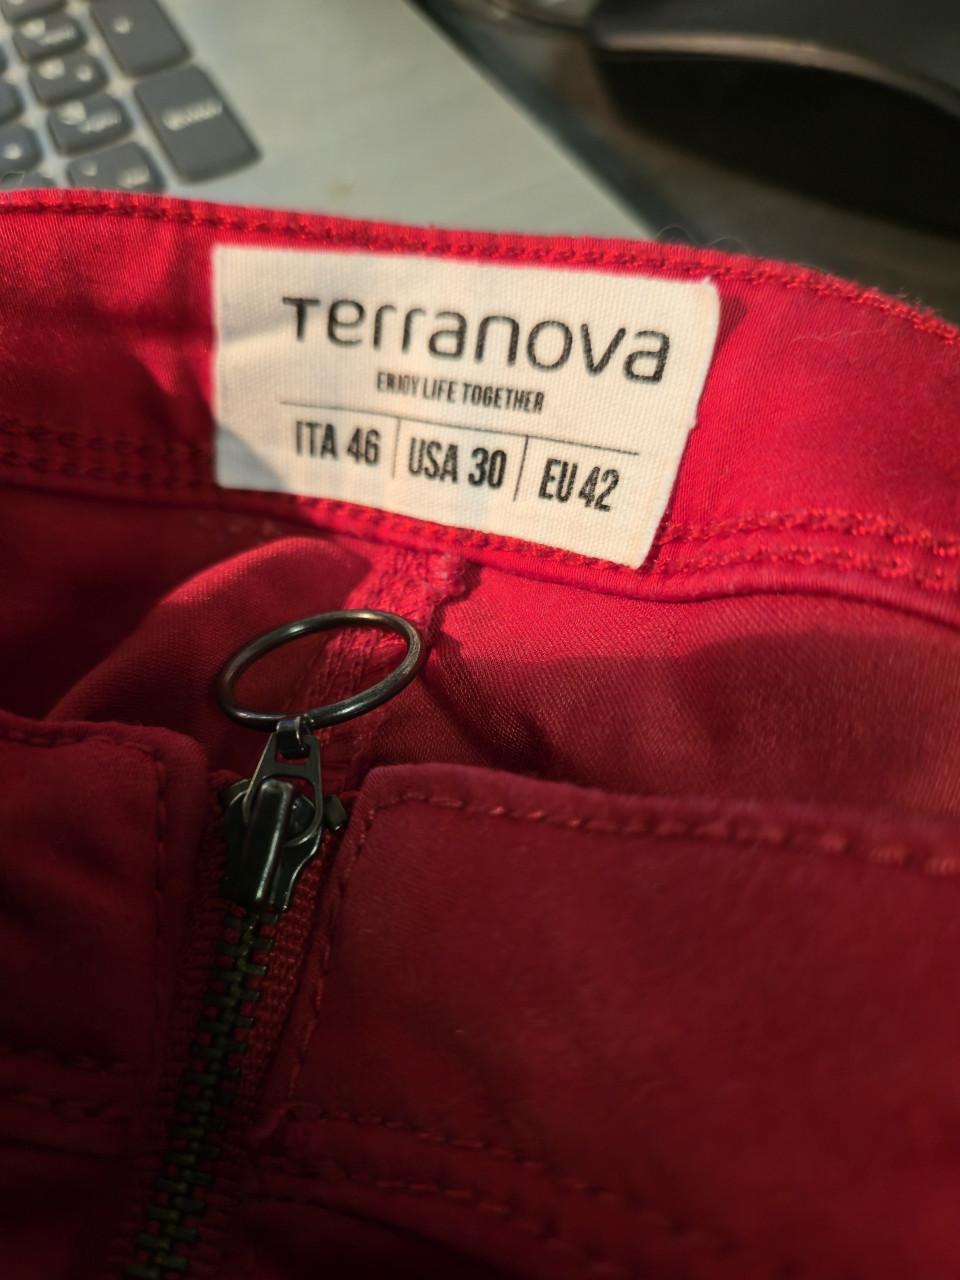 Terranova
ENJOY LIFE TOGETHER
ITA 46 USA 30 EU 42